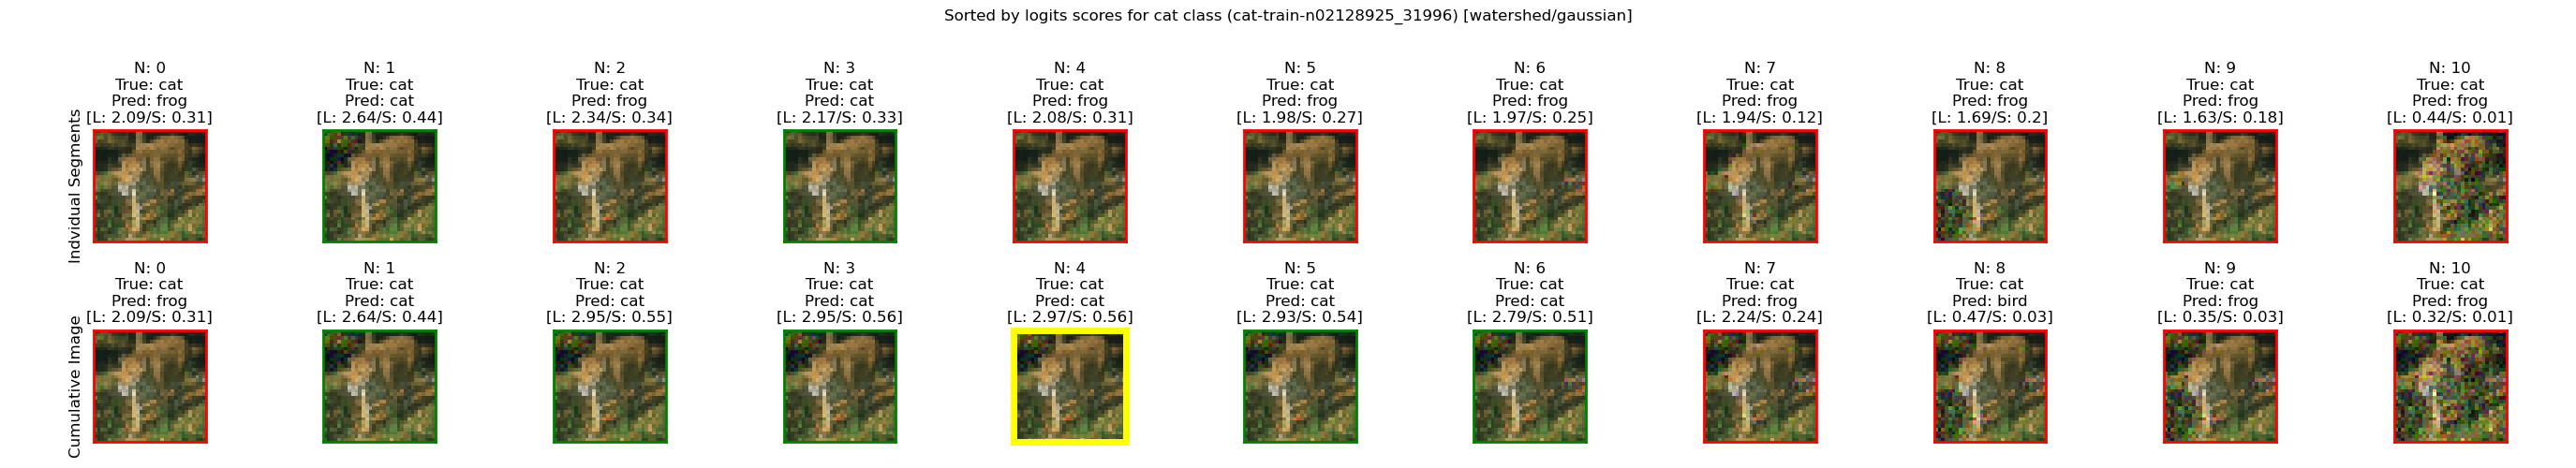 Sorted by logits scores for cat class (cat-train-n02128925_31996) [watershed/gaussian]
Indvidual Segments
N: 0
True: cat
Pred: frog
[L: 2.09/S: 0.31]
N: 1
True: cat
Pred: cat
[L: 2.64/S: 0.44]
N: 2
True: cat
Pred: frog
[L: 2.34/S: 0.34]
N: 3
True: cat
Pred: cat
[L: 2.17/S: 0.33]
N: 4
True: cat
Pred: frog
[L: 2.08/S: 0.31]
N: 5
True: cat
Pred: frog
[L: 1.98/S: 0.27]
N: 6
True: cat
Pred: frog
[L: 1.97/S: 0.25]
N: 7
True: cat
Pred: frog
[L: 1.94/S: 0.12]
N: 8
True: cat
Pred: frog
[L: 1.69/S: 0.2]
N: 9
True: cat
Pred: frog
[L: 1.63/S: 0.18]
N: 10
True: cat
Pred: frog
[L: 0.44/S: 0.01]
Cumulative Image
N: 0
True: cat
Pred: frog
[L: 2.09/S: 0.31]
N: 1
True: cat
Pred: cat
[L: 2.64/S: 0.44]
N: 2
True: cat
Pred: cat
[L: 2.95/S: 0.55]
N: 3
True: cat
Pred: cat
[L: 2.95/S: 0.56]
N: 4
True: cat
Pred: cat
[L: 2.97/S: 0.56]
N: 5
True: cat
Pred: cat
[L: 2.93/S: 0.54]
N: 6
True: cat
Pred: cat
[L: 2.79/S: 0.51]
N: 7
True: cat
Pred: frog
[L: 2.24/S: 0.24]
N: 8
True: cat
Pred: bird
[L: 0.47/S: 0.03]
N: 9
True: cat
Pred: frog
[L: 0.35/S: 0.03]
N: 10
True: cat
Pred: frog
[L: 0.32/S: 0.01]